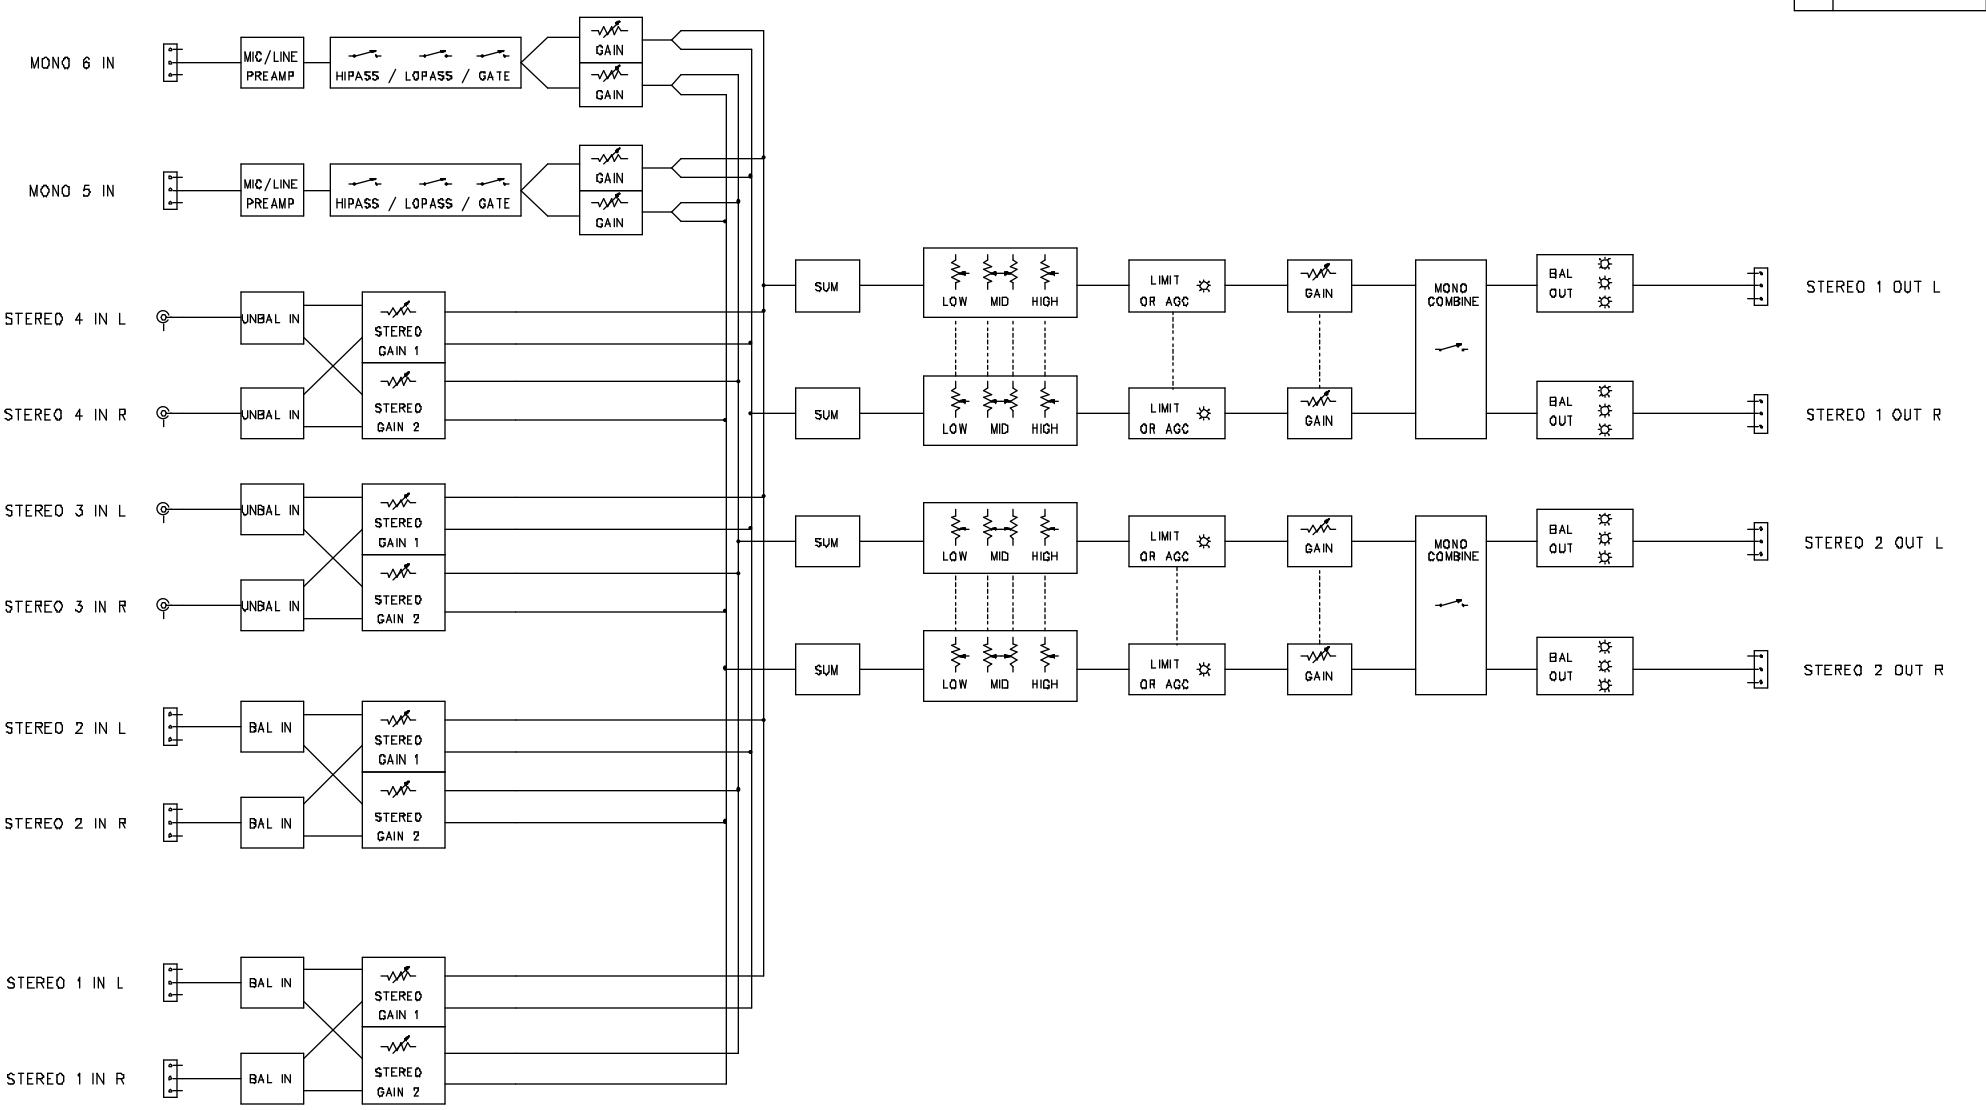 MONO 6 IN
MIC/LINE
PREAMP
HIPASS / LOPASS / GATE
GAIN
GAIN
MONO 5 IN
MIC/LINE
PREAMP
HIPASS / LOPASS / GATE
GAIN
GAIN
STEREO 4 IN L
UNBAL IN
STEREO
GAIN 1
STEREO 4 IN R
UNBAL IN
STEREO
GAIN 2
STEREO 3 IN L
UNBAL IN
STEREO
GAIN 1
STEREO 3 IN R
UNBAL IN
STEREO
GAIN 2
STEREO 2 IN L
BAL IN
STEREO
GAIN 1
STEREO 2 IN R
BAL IN
STEREO
GAIN 2
STEREO 1 IN L
BAL IN
STEREO
GAIN 1
STEREO 1 IN R
BAL IN
STEREO
GAIN 2
SUM
LOW MID HIGH
LIMIT
OR AGC
GAIN
MONO
COMBINE
BAL
OUT
STEREO 1 OUT L
SUM
LOW MID HIGH
LIMIT
OR AGC
GAIN
BAL
OUT
STEREO 1 OUT R
SUM
LOW MID HIGH
LIMIT
OR AGC
GAIN
MONO
COMBINE
BAL
OUT
STEREO 2 OUT L
SUM
LOW MID HIGH
LIMIT
OR AGC
GAIN
BAL
OUT
STEREO 2 OUT R